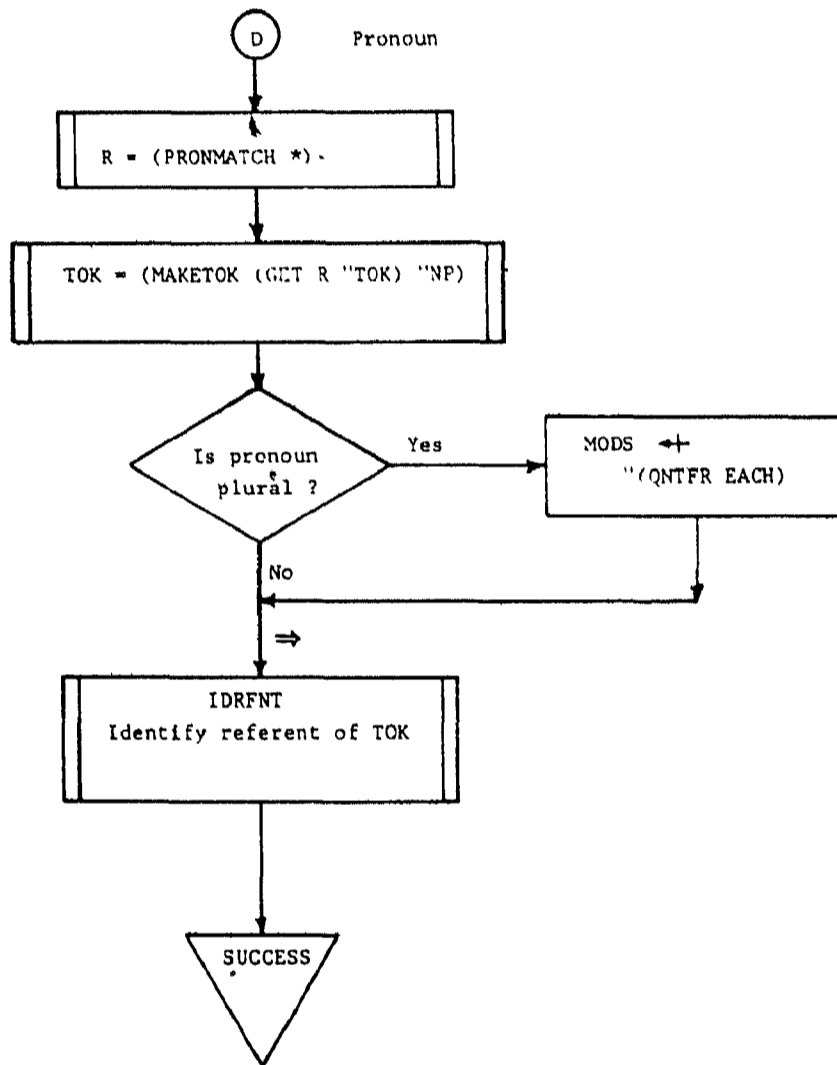 D Pronoun
R = (PRONMATCH *)
TOK = (MAKETOK (GET R "TOK) "NP)
Is pronoun
plural ?
Yes
MODS ⟵+
"(QNTFR EACH)
No
⇒
IDRFNT
Identify referent of TOK
SUCCESS